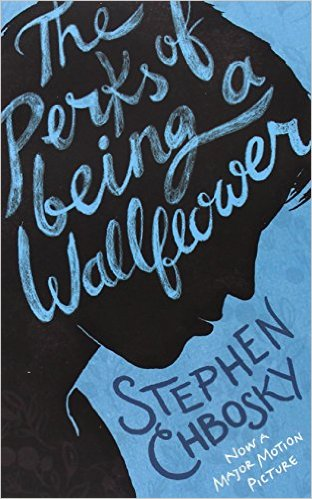 The
Perks of
being a
Wallflower
STEPHEN
CHBOSKY
NOW A
MAJOR MOTION
PICTURE